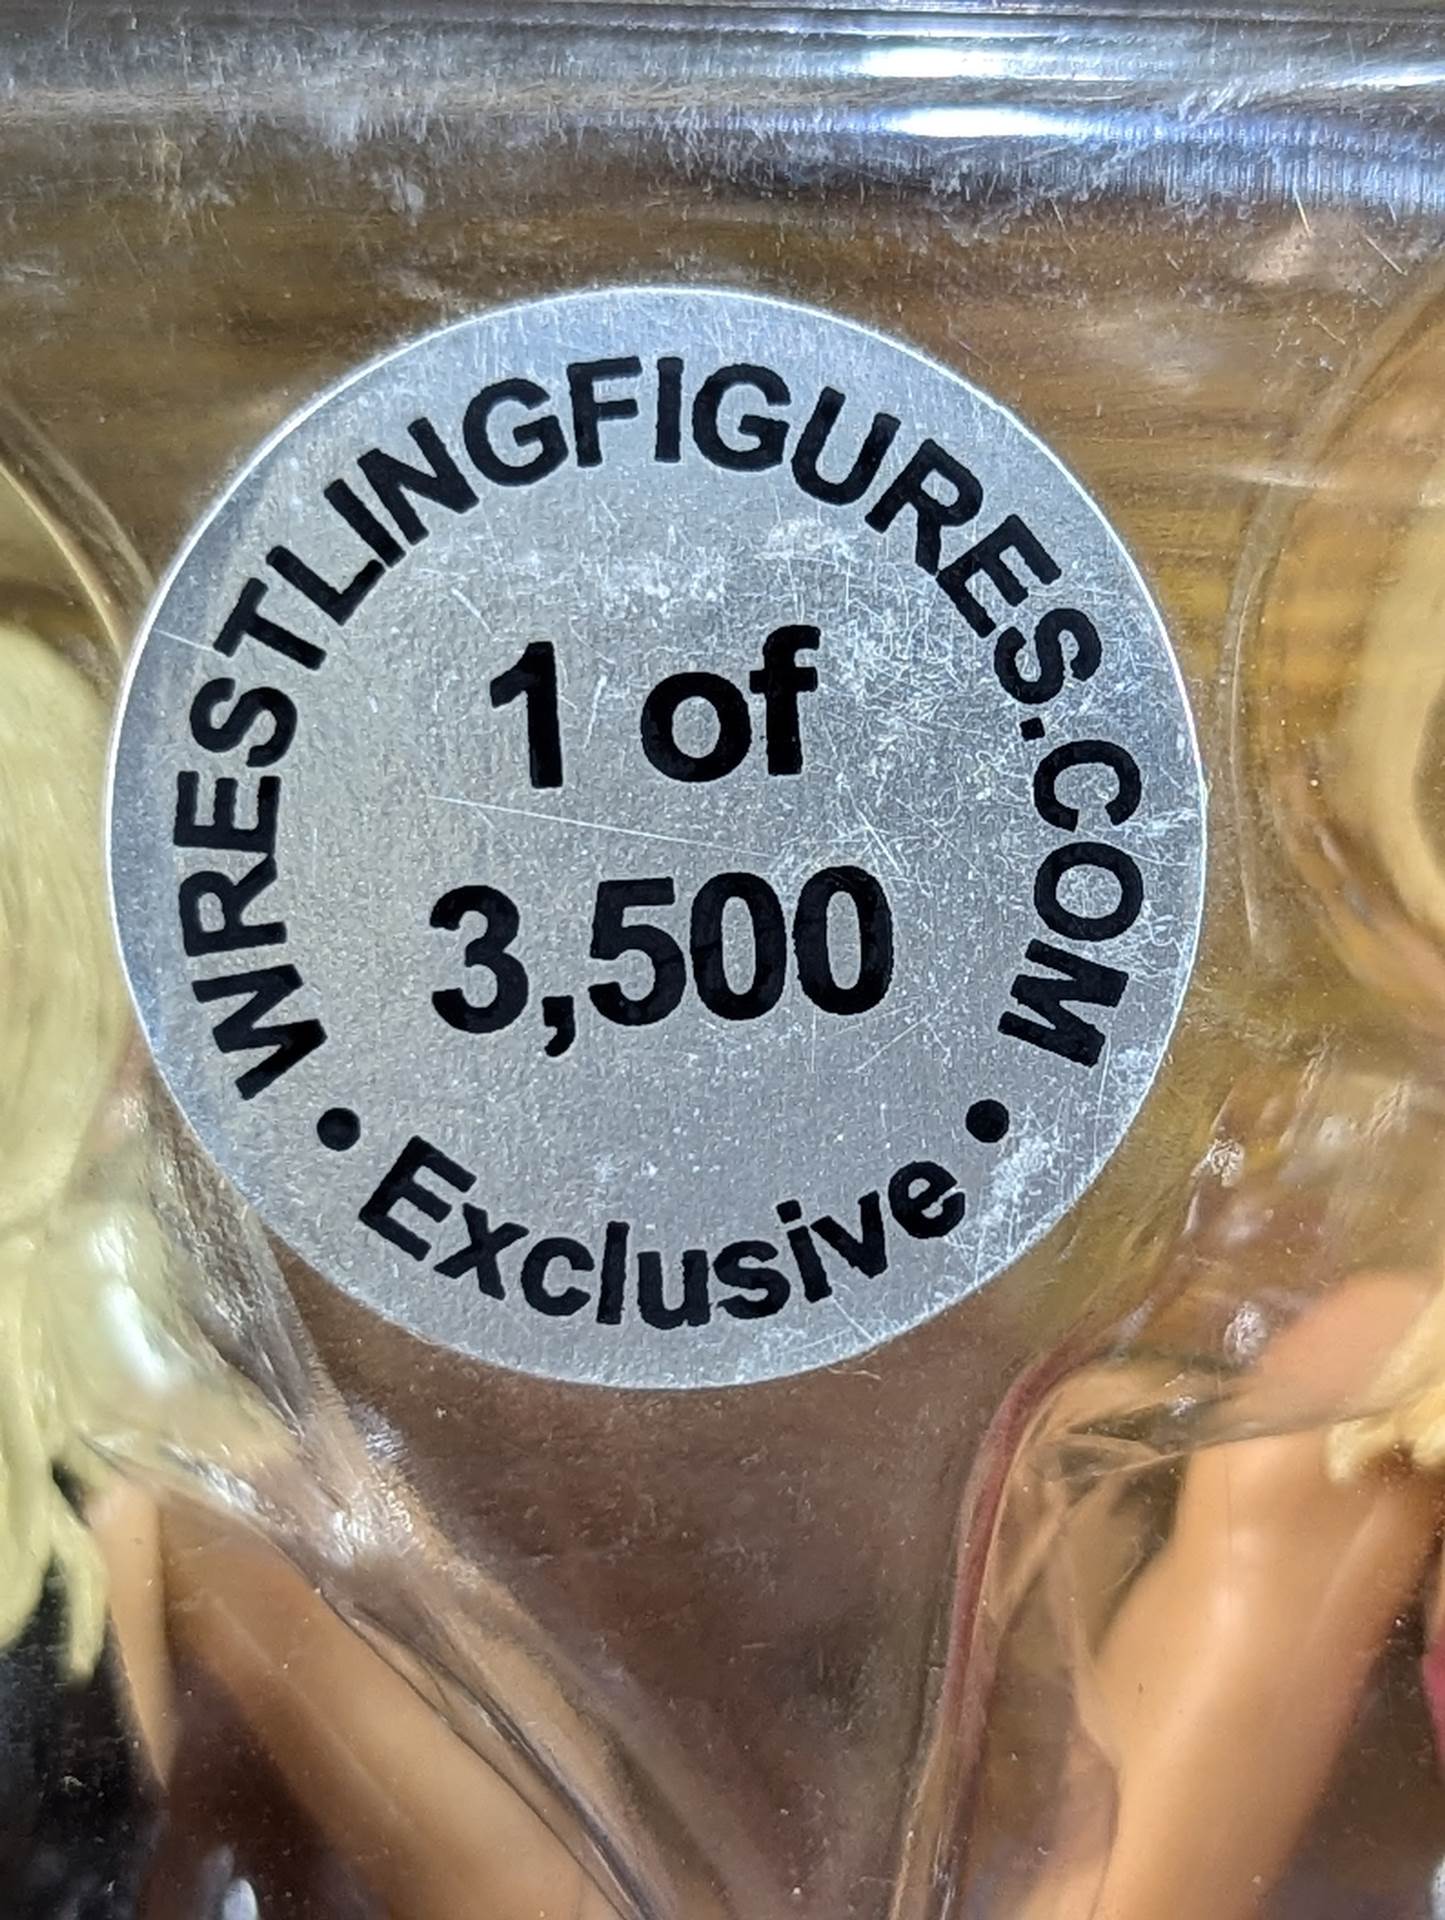 WRESTLINGFIGURES.COM
1 of
3,500
• Exclusive •